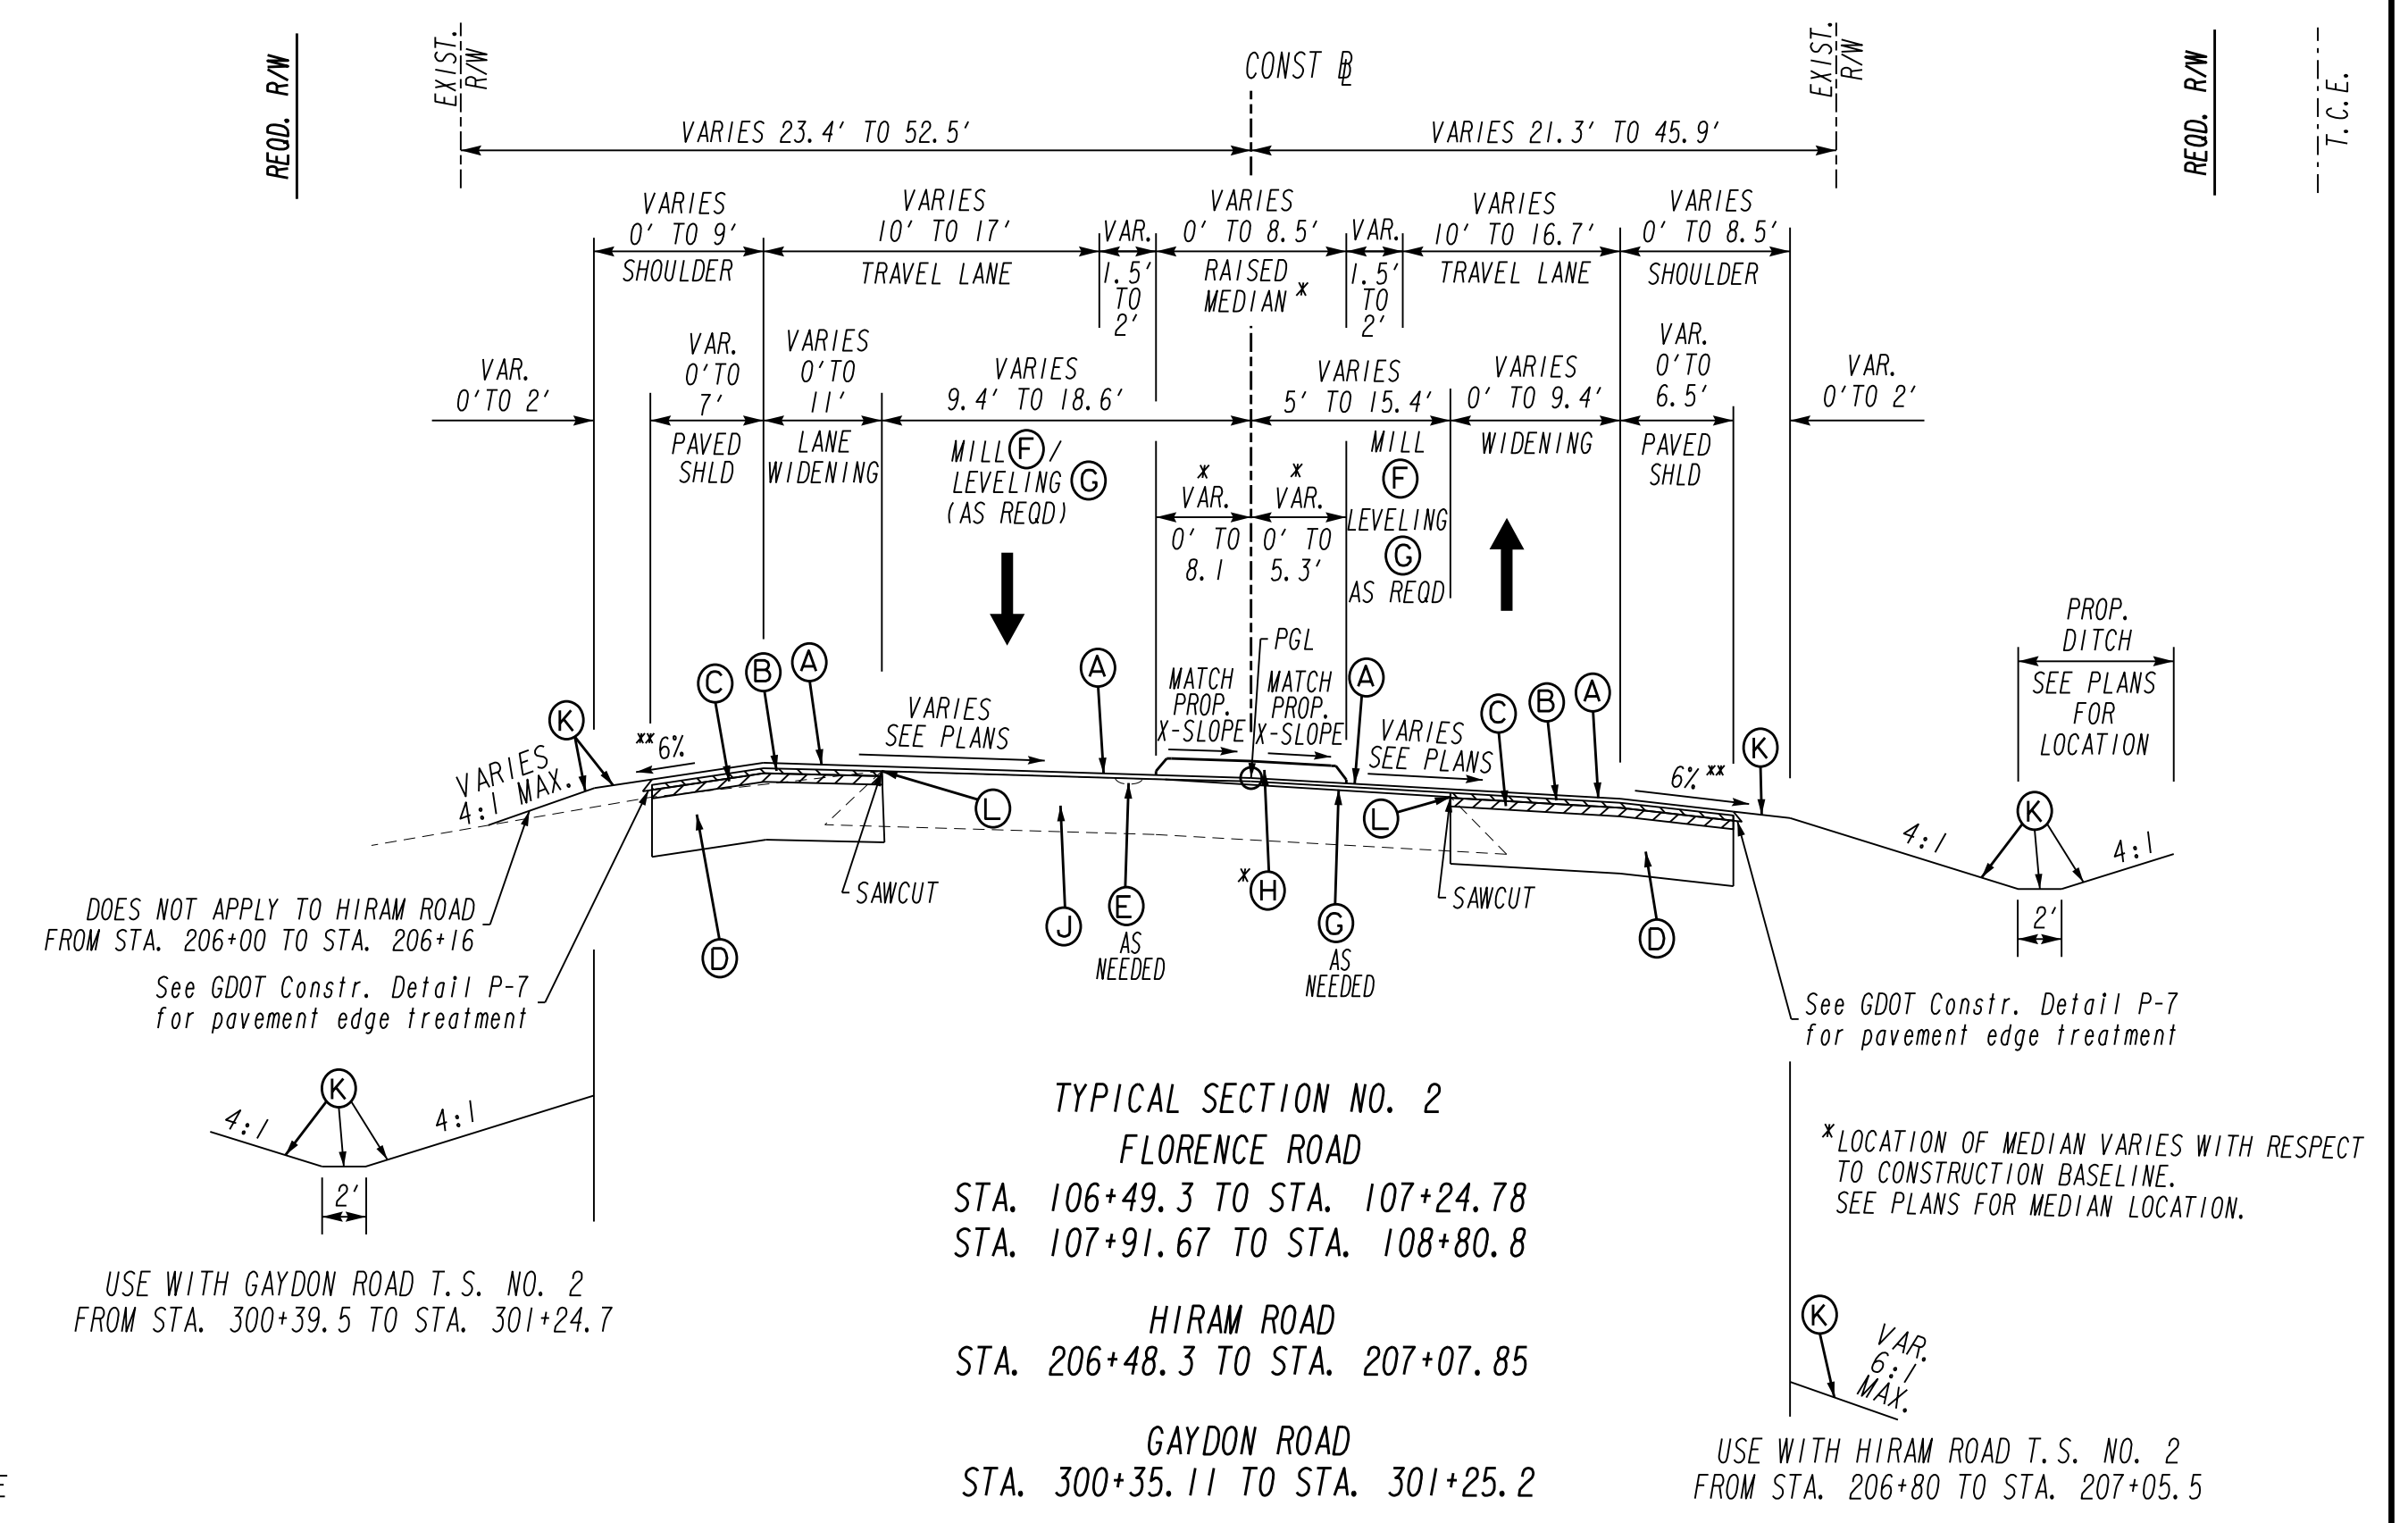 REQD. R/W
EXIST.
R/W
CONST BL
EXIST.
R/W
REQD. R/W
T.C.E.
VARIES 23.4' TO 52.5'
VARIES 21.3' TO 45.9'
VARIES
0' TO 9'
SHOULDER
VARIES
10' TO 17'
TRAVEL LANE
VAR.
1.5'
TO
2'
VARIES
0' TO 8.5'
RAISED
MEDIAN *
VAR.
1.5'
TO
2'
VARIES
10' TO 16.7'
TRAVEL LANE
VARIES
0' TO 8.5'
SHOULDER
VAR.
0'TO 2'
VAR.
0'TO
7'
PAVED
SHLD
VARIES
0'TO
11'
LANE
WIDENING
VARIES
9.4' TO 18.6'
MILL F /
LEVELING G
(AS REQD)
VARIES
5' TO 15.4'
MILL
F
LEVELING
G
AS REQD
VARIES
0' TO 9.4'
WIDENING
VAR.
0'TO
6.5'
PAVED
SHLD
VAR.
0'TO 2'
*
VAR.
0' TO
8.1
*
VAR.
0' TO
5.3'
PGL
PROP.
DITCH
SEE PLANS
FOR
LOCATION
K
C
B
A
A
A
C
B
A
K
K
VARIES
4:1 MAX.
** 6%
VARIES
SEE PLANS
MATCH
PROP.
X-SLOPE
MATCH
PROP.
X-SLOPE
VARIES
SEE PLANS
6% **
4:1
4:1
2'
L
L
SAWCUT
SAWCUT
D
J
E
AS
NEEDED
* H
G
AS
NEEDED
D
DOES NOT APPLY TO HIRAM ROAD
FROM STA. 206+00 TO STA. 206+16
See GDOT Constr. Detail P-7
for pavement edge treatment
See GDOT Constr. Detail P-7
for pavement edge treatment
K
4:1
4:1
2'
USE WITH GAYDON ROAD T.S. NO. 2
FROM STA. 300+39.5 TO STA. 301+24.7
TYPICAL SECTION NO. 2
FLORENCE ROAD
STA. 106+49.3 TO STA. 107+24.78
STA. 107+91.67 TO STA. 108+80.8
HIRAM ROAD
STA. 206+48.3 TO STA. 207+07.85
GAYDON ROAD
STA. 300+35.11 TO STA. 301+25.2
*LOCATION OF MEDIAN VARIES WITH RESPECT
TO CONSTRUCTION BASELINE.
SEE PLANS FOR MEDIAN LOCATION.
K
VAR.
6:1
MAX.
USE WITH HIRAM ROAD T.S. NO. 2
FROM STA. 206+80 TO STA. 207+05.5
E